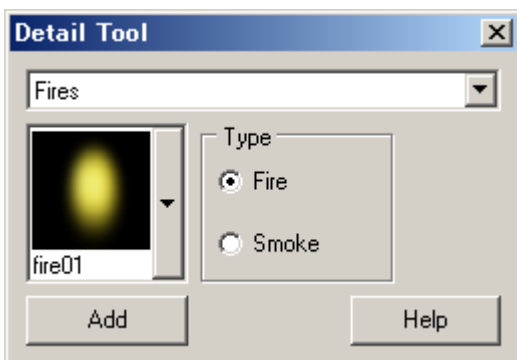 Detail Tool
Fires
Type
Fire
Smoke
fire01
Add
Help